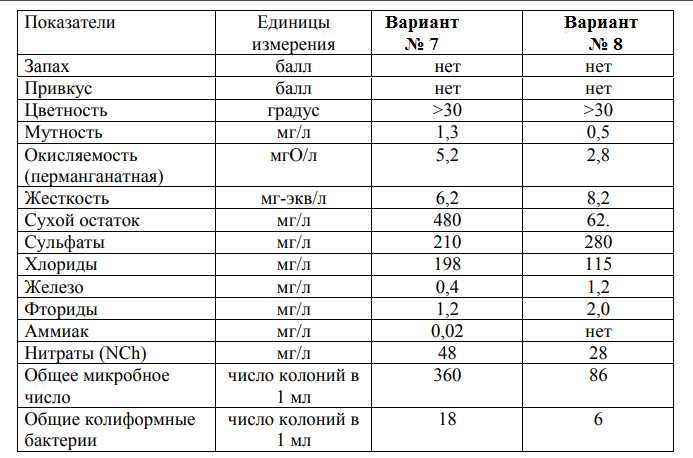 Показатели Единицы измерения Вариант № 7 Вариант № 8
Запах балл нет нет
Привкус балл нет нет
Цветность градус >30 >30
Мутность мг/л 1,3 0,5
Окисляемость (перманганатная) мгО/л 5,2 2,8
Жесткость мг-экв/л 6,2 8,2
Сухой остаток мг/л 480 62.
Сульфаты мг/л 210 280
Хлориды мг/л 198 115
Железо мг/л 0,4 1,2
Фториды мг/л 1,2 2,0
Аммиак мг/л 0,02 нет
Нитраты (NCh) мг/л 48 28
Общее микробное число число колоний в 1 мл 360 86
Общие колиформные бактерии число колоний в 1 мл 18 6